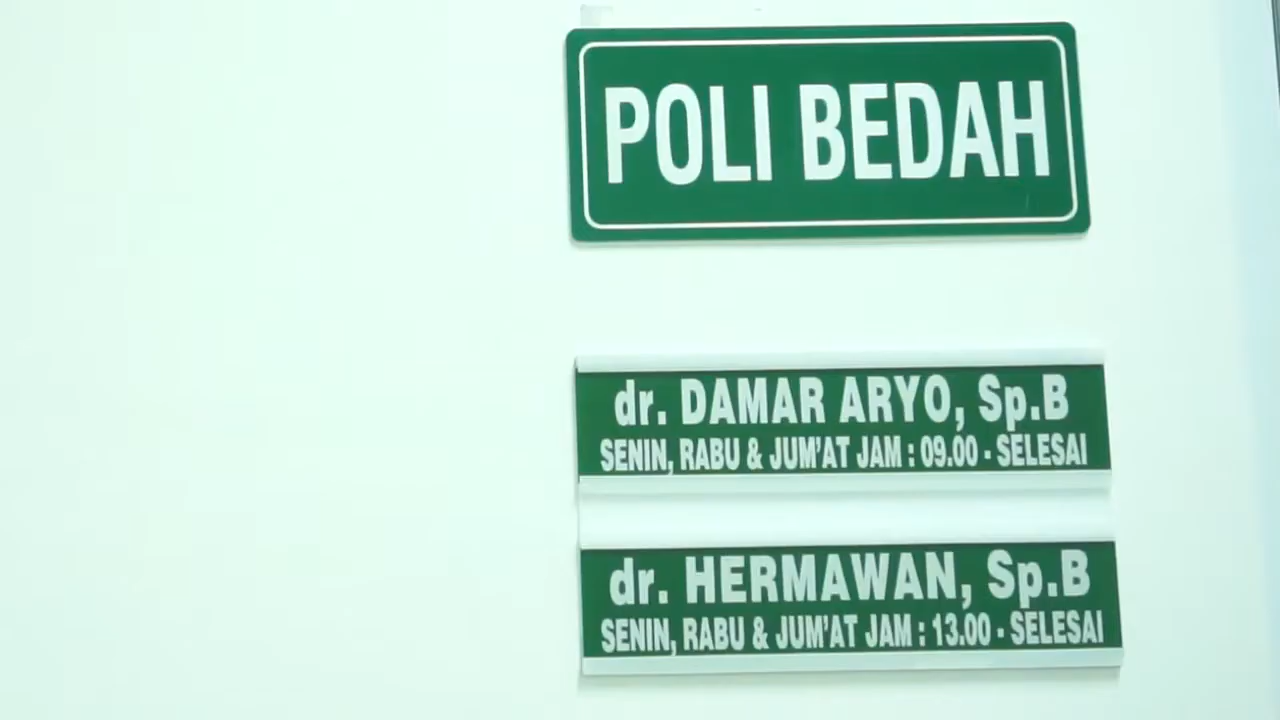 POLI BEDAH
dr. DAMAR ARYO, Sp.B
SENIN, RABU & JUM'AT JAM : 09.00 - SELESAI
dr. HERMAWAN, Sp.B
SENIN, RABU & JUM'AT JAM : 13.00 - SELESAI